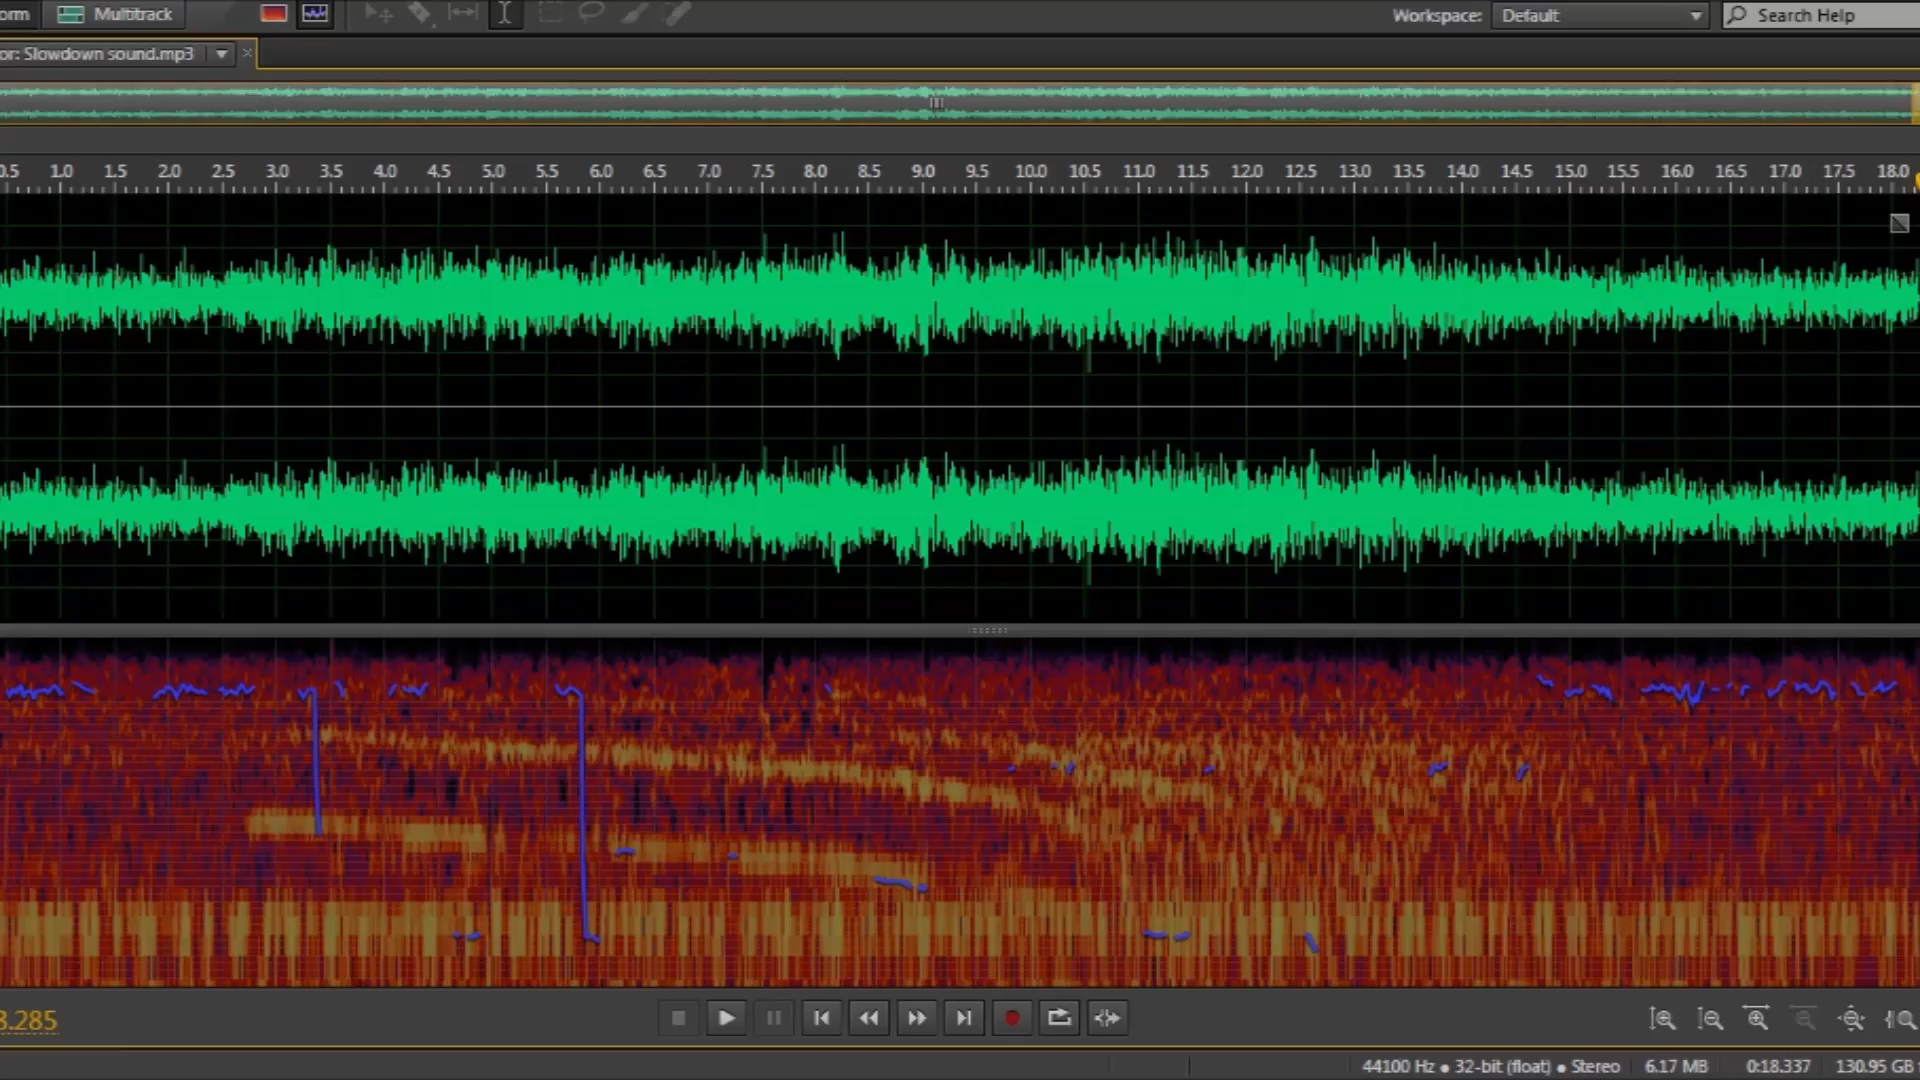 orm Multitrack Workspace: Default Search Help
or: Slowdown sound.mp3
0.5 1.0 1.5 2.0 2.5 3.0 3.5 4.0 4.5 5.0 5.5 6.0 6.5 7.0 7.5 8.0 8.5 9.0 9.5 10.0 10.5 11.0 11.5 12.0 12.5 13.0 13.5 14.0 14.5 15.0 15.5 16.0 16.5 17.0 17.5 18.0
8.285
44100 Hz ● 32-bit (float) ● Stereo 6.17 MB 0:18.337 130.95 GB